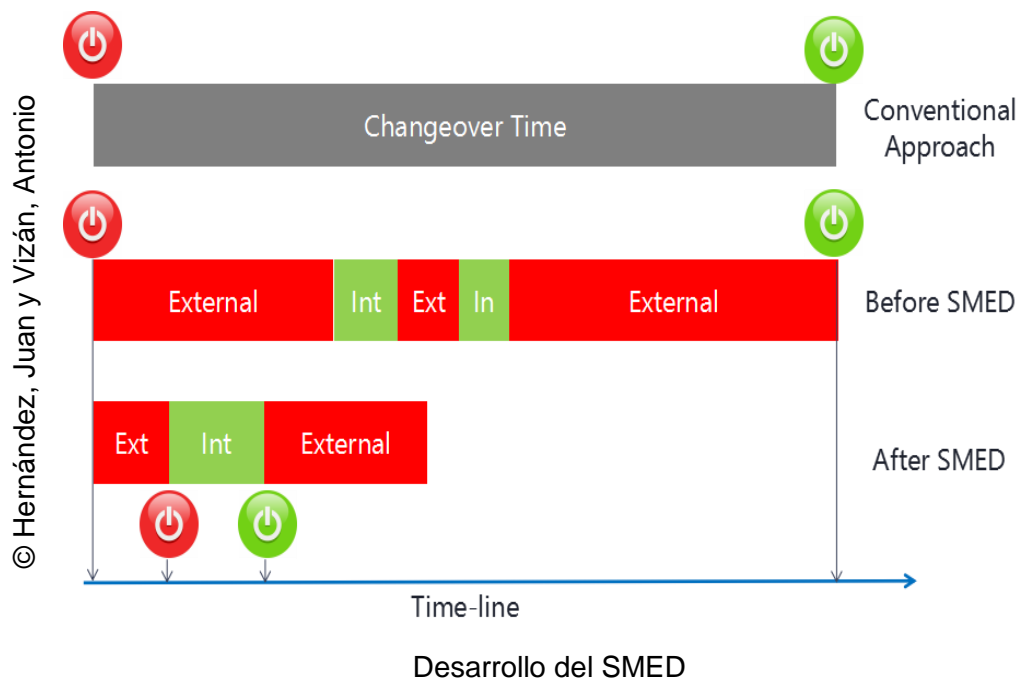 Changeover Time
Conventional
Approach
External
Int
Ext
In
External
Before SMED
Ext
Int
External
After SMED
Time-line
Desarrollo del SMED
© Hernández, Juan y Vizán, Antonio